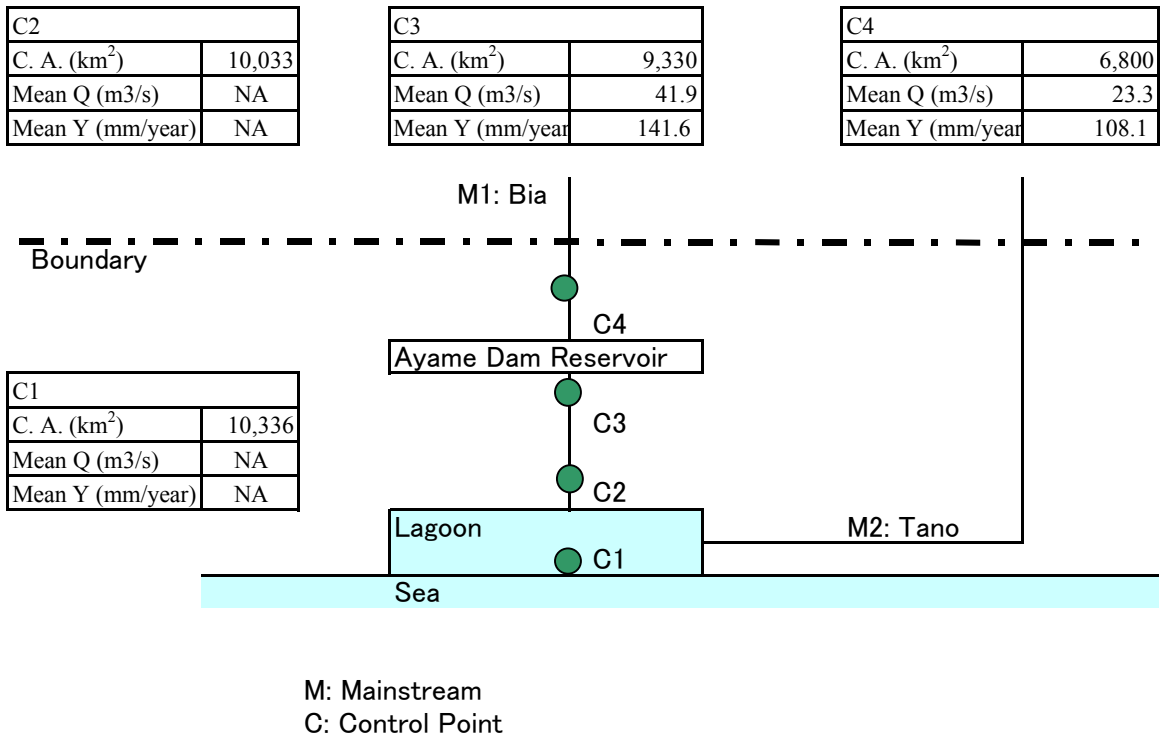 C2
C. A. (km²) 10,033
Mean Q (m3/s) NA
Mean Y (mm/year) NA
C3
C. A. (km²) 9,330
Mean Q (m3/s) 41.9
Mean Y (mm/year 141.6
C4
C. A. (km²) 6,800
Mean Q (m3/s) 23.3
Mean Y (mm/year 108.1
M1: Bia
Boundary
C4
Ayame Dam Reservoir
C1
C. A. (km²) 10,336
Mean Q (m3/s) NA
Mean Y (mm/year) NA
C3
C2
Lagoon
M2: Tano
C1
Sea
M: Mainstream
C: Control Point